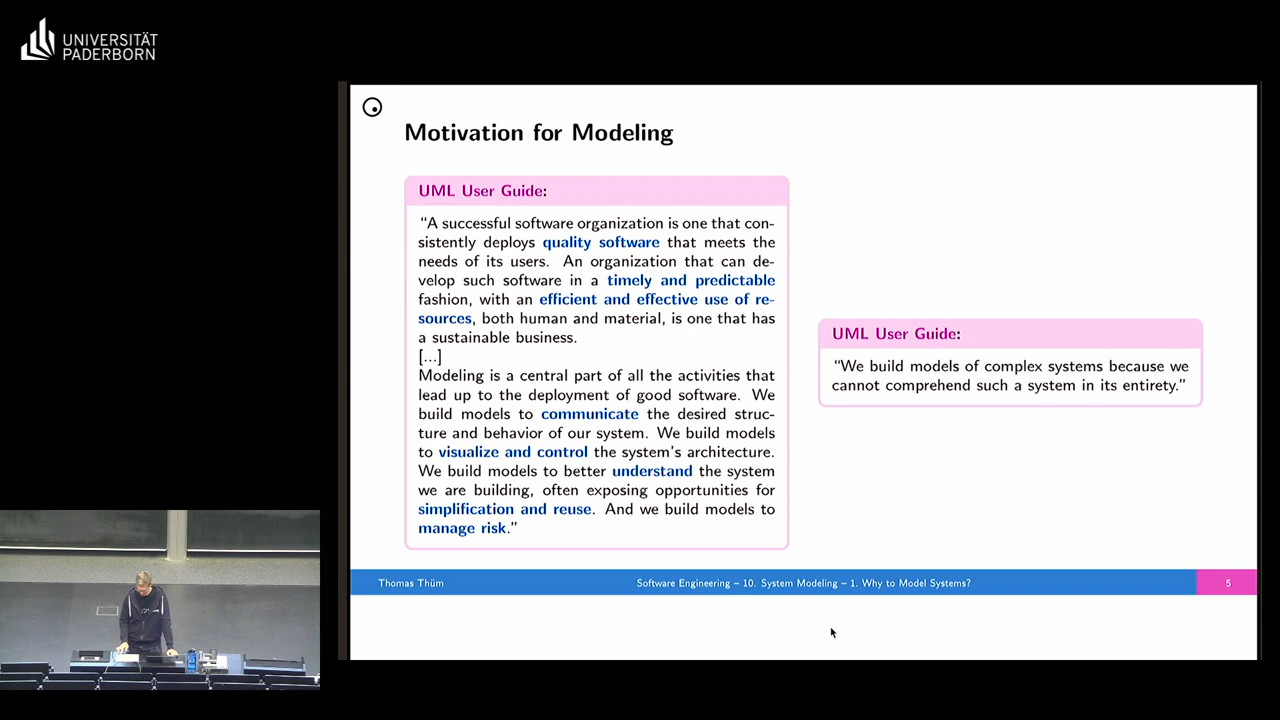 UNIVERSITÄT
PADERBORN
Motivation for Modeling
UML User Guide:
“A successful software organization is one that con-
sistently deploys quality software that meets the
needs of its users. An organization that can de-
velop such software in a timely and predictable
fashion, with an efficient and effective use of re-
sources, both human and material, is one that has
a sustainable business.
[...]
Modeling is a central part of all the activities that
lead up to the deployment of good software. We
build models to communicate the desired struc-
ture and behavior of our system. We build models
to visualize and control the system's architecture.
We build models to better understand the system
we are building, often exposing opportunities for
simplification and reuse. And we build models to
manage risk.”
UML User Guide:
“We build models of complex systems because we
cannot comprehend such a system in its entirety.”
Thomas Thüm
Software Engineering – 10. System Modeling – 1. Why to Model Systems?
5